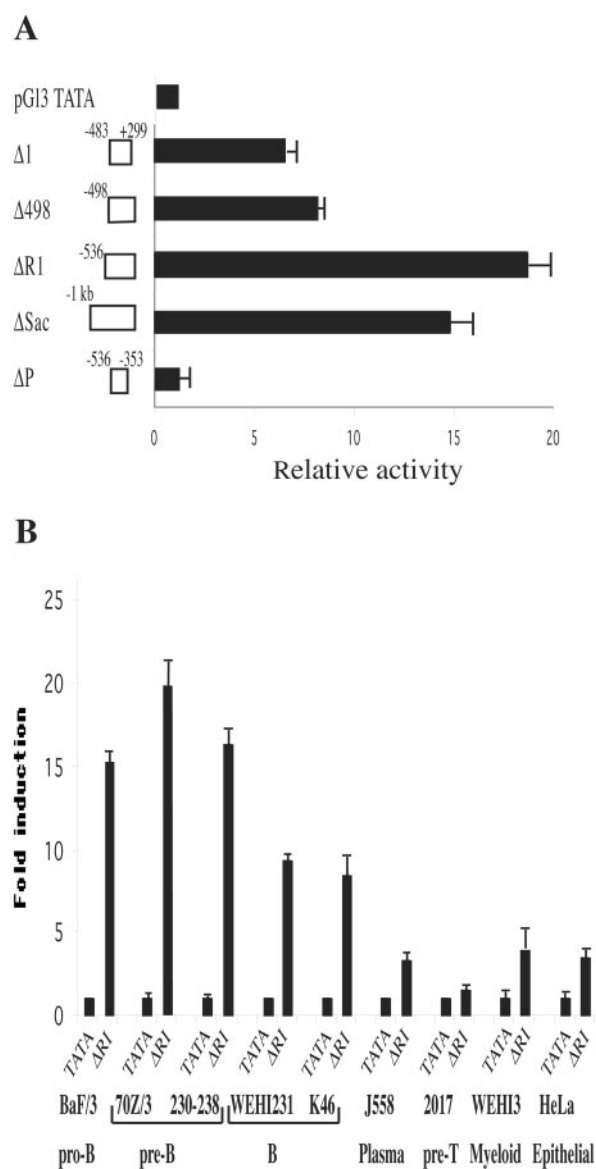 A
pGl3 TATA
-483 +299
Δ1
-498
Δ498
-536
ΔR1
-1 kb
ΔSac
-536 -353
ΔP
0 5 10 15 20
Relative activity
B
25
20
15
10
5
0
Fold induction
TATA ΔRI TATA ΔRI TATA ΔRI TATA ΔRI TATA ΔRI TATA ΔRI TATA ΔRI TATA ΔRI TATA ΔRI
BaF/3 70Z/3 230-238 WEHI231 K46 J558 2017 WEHI3 HeLa
pro-B pre-B B Plasma pre-T Myeloid Epithelial